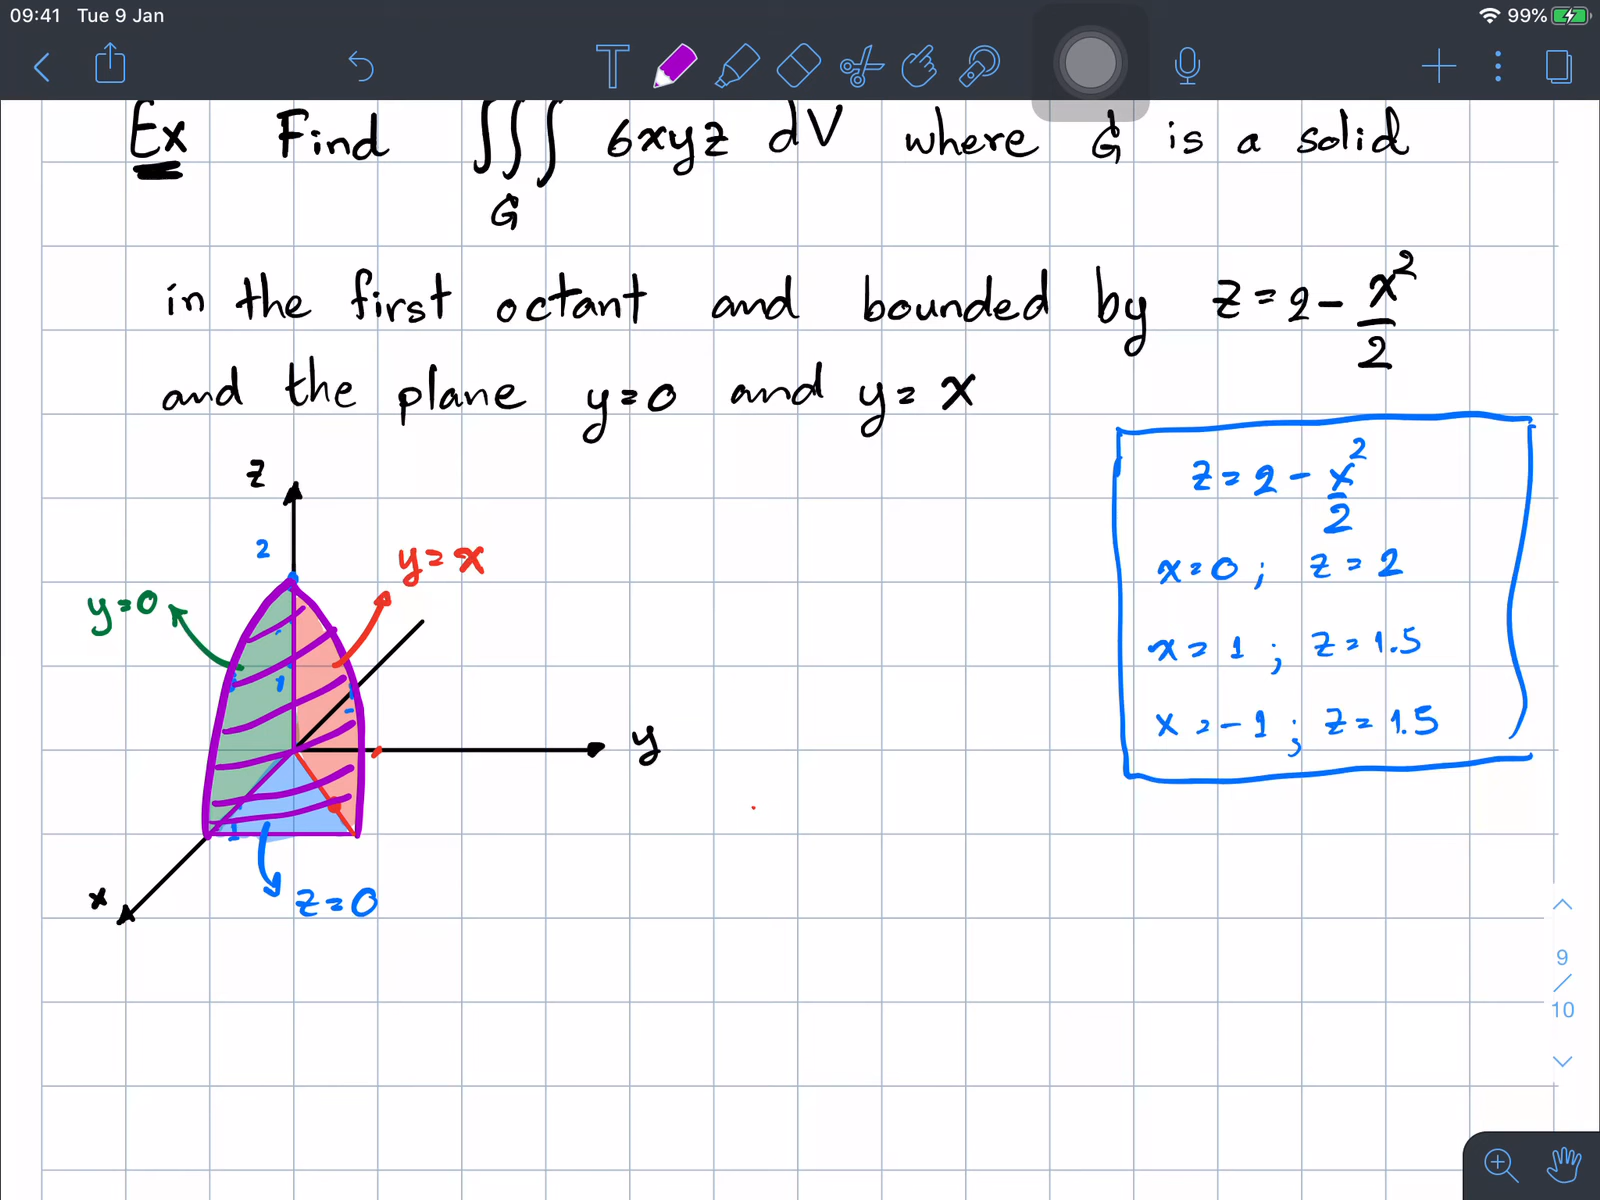 09:41 Tue 9 Jan 99%
Ex Find ∭ 6xyz dV where G is a solid
G
in the first octant and bounded by z = 2 - x²/2
and the plane y=0 and y= x
z
2
y=x
y=0
1
y
1
x
z=0
z= 2 - x²/2
x=0 ; z = 2
x= 1 ; z= 1.5
x =-1 ; z= 1.5
9
/
10